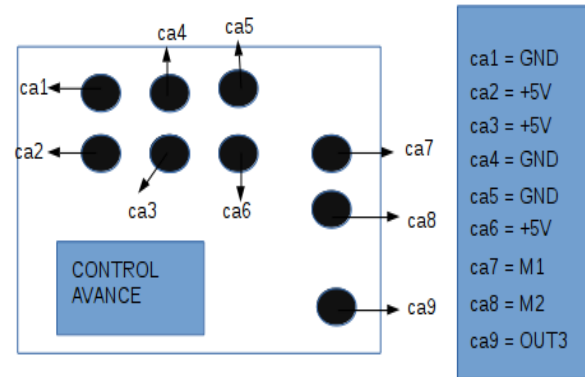 ca5
ca4
ca1
ca2
ca7
ca3
ca6
ca8
CONTROL
AVANCE
ca9
ca1 = GND
ca2 = +5V
ca3 = +5V
ca4 = GND
ca5 = GND
ca6 = +5V
ca7 = M1
ca8 = M2
ca9 = OUT3